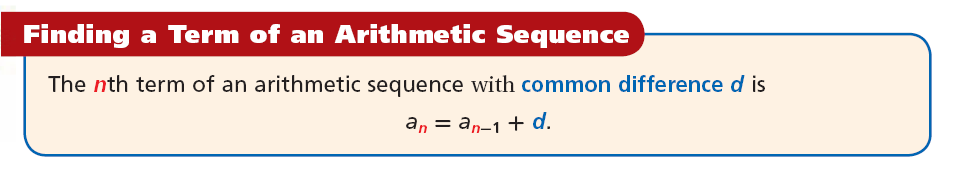 Finding a Term of an Arithmetic Sequence
The nth term of an arithmetic sequence with common difference d is
aₙ = aₙ₋₁ + d.